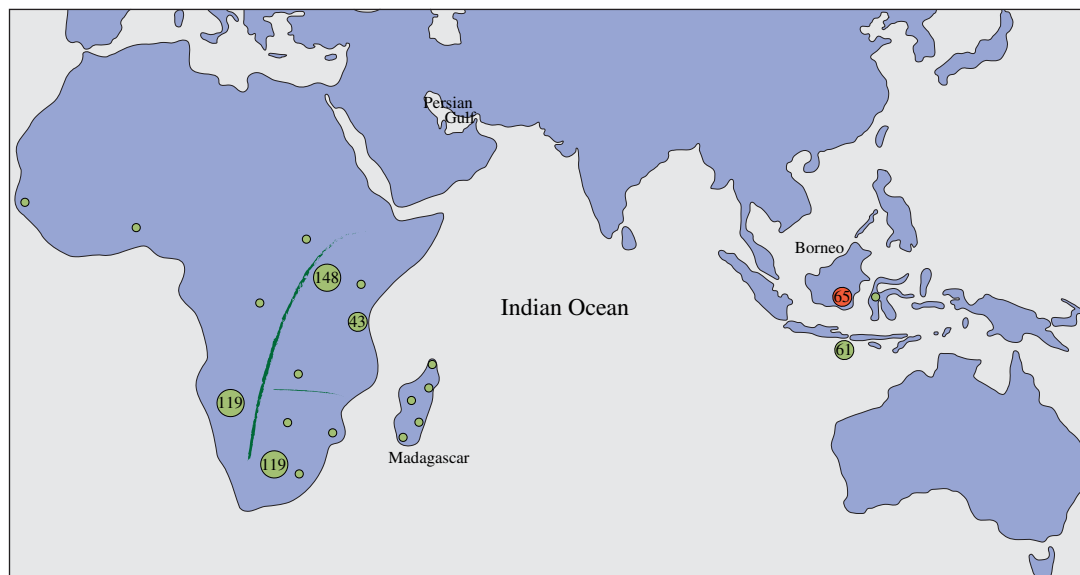 Persian
Gulf
Borneo
148
65
Indian Ocean
43
61
119
Madagascar
119